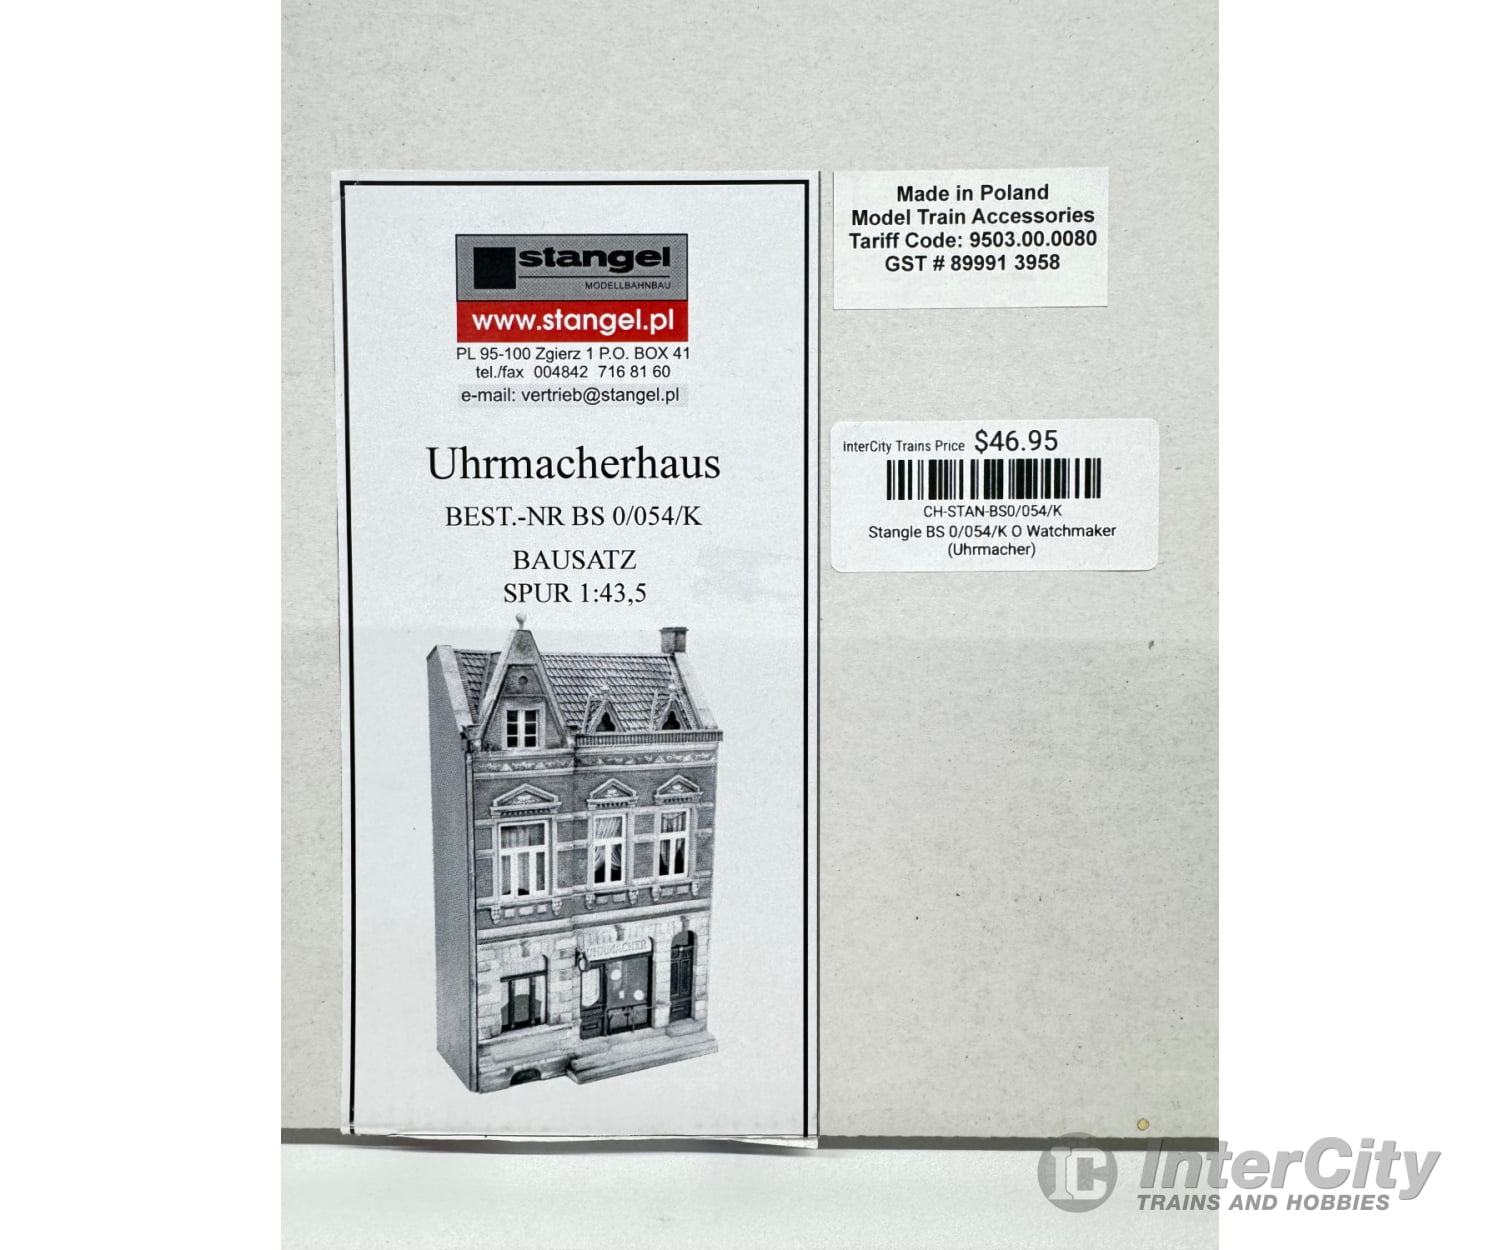 stangel
MODELLBAHNBAU
www.stangel.pl
PL 95-100 Zgierz 1 P.O. BOX 41
tel./fax 004842 716 81 60
e-mail: vertrieb@stangel.pl
Uhrmacherhaus
BEST.-NR BS 0/054/K
BAUSATZ
SPUR 1:43,5
UHRMACHER
Made in Poland
Model Train Accessories
Tariff Code: 9503.00.0080
GST # 89991 3958
InterCity Trains Price $46.95
CH-STAN-BS0/054/K
Stangle BS 0/054/K O Watchmaker
(Uhrmacher)
IC InterCity
TRAINS AND HOBBIES